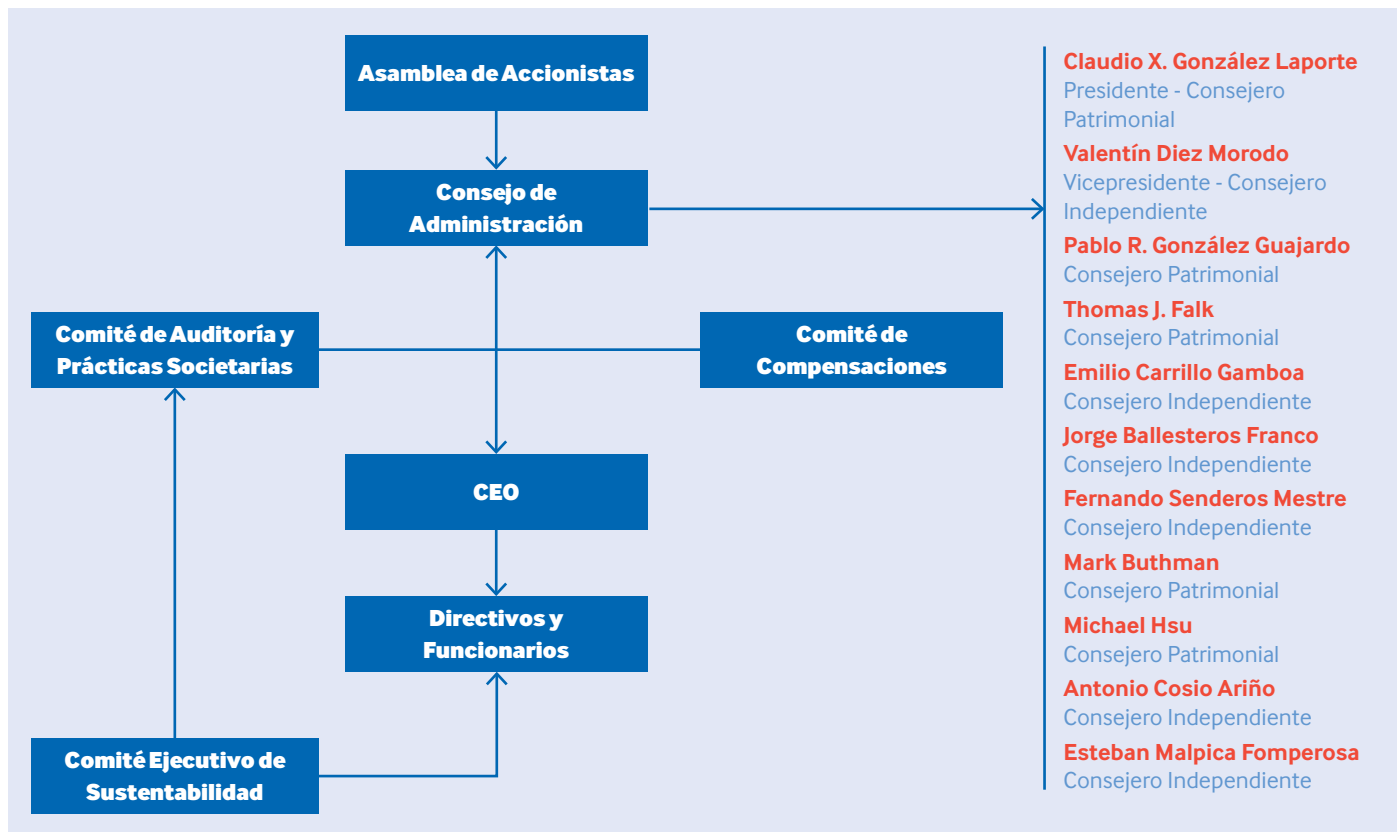 Asamblea de Accionistas
Consejo de
Administración
Comité de Auditoría y
Prácticas Societarias
Comité de
Compensaciones
CEO
Directivos y
Funcionarios
Comité Ejecutivo de
Sustentabilidad
Claudio X. González Laporte
Presidente - Consejero
Patrimonial
Valentín Diez Morodo
Vicepresidente - Consejero
Independiente
Pablo R. González Guajardo
Consejero Patrimonial
Thomas J. Falk
Consejero Patrimonial
Emilio Carrillo Gamboa
Consejero Independiente
Jorge Ballesteros Franco
Consejero Independiente
Fernando Senderos Mestre
Consejero Independiente
Mark Buthman
Consejero Patrimonial
Michael Hsu
Consejero Patrimonial
Antonio Cosio Ariño
Consejero Independiente
Esteban Malpica Fomperosa
Consejero Independiente